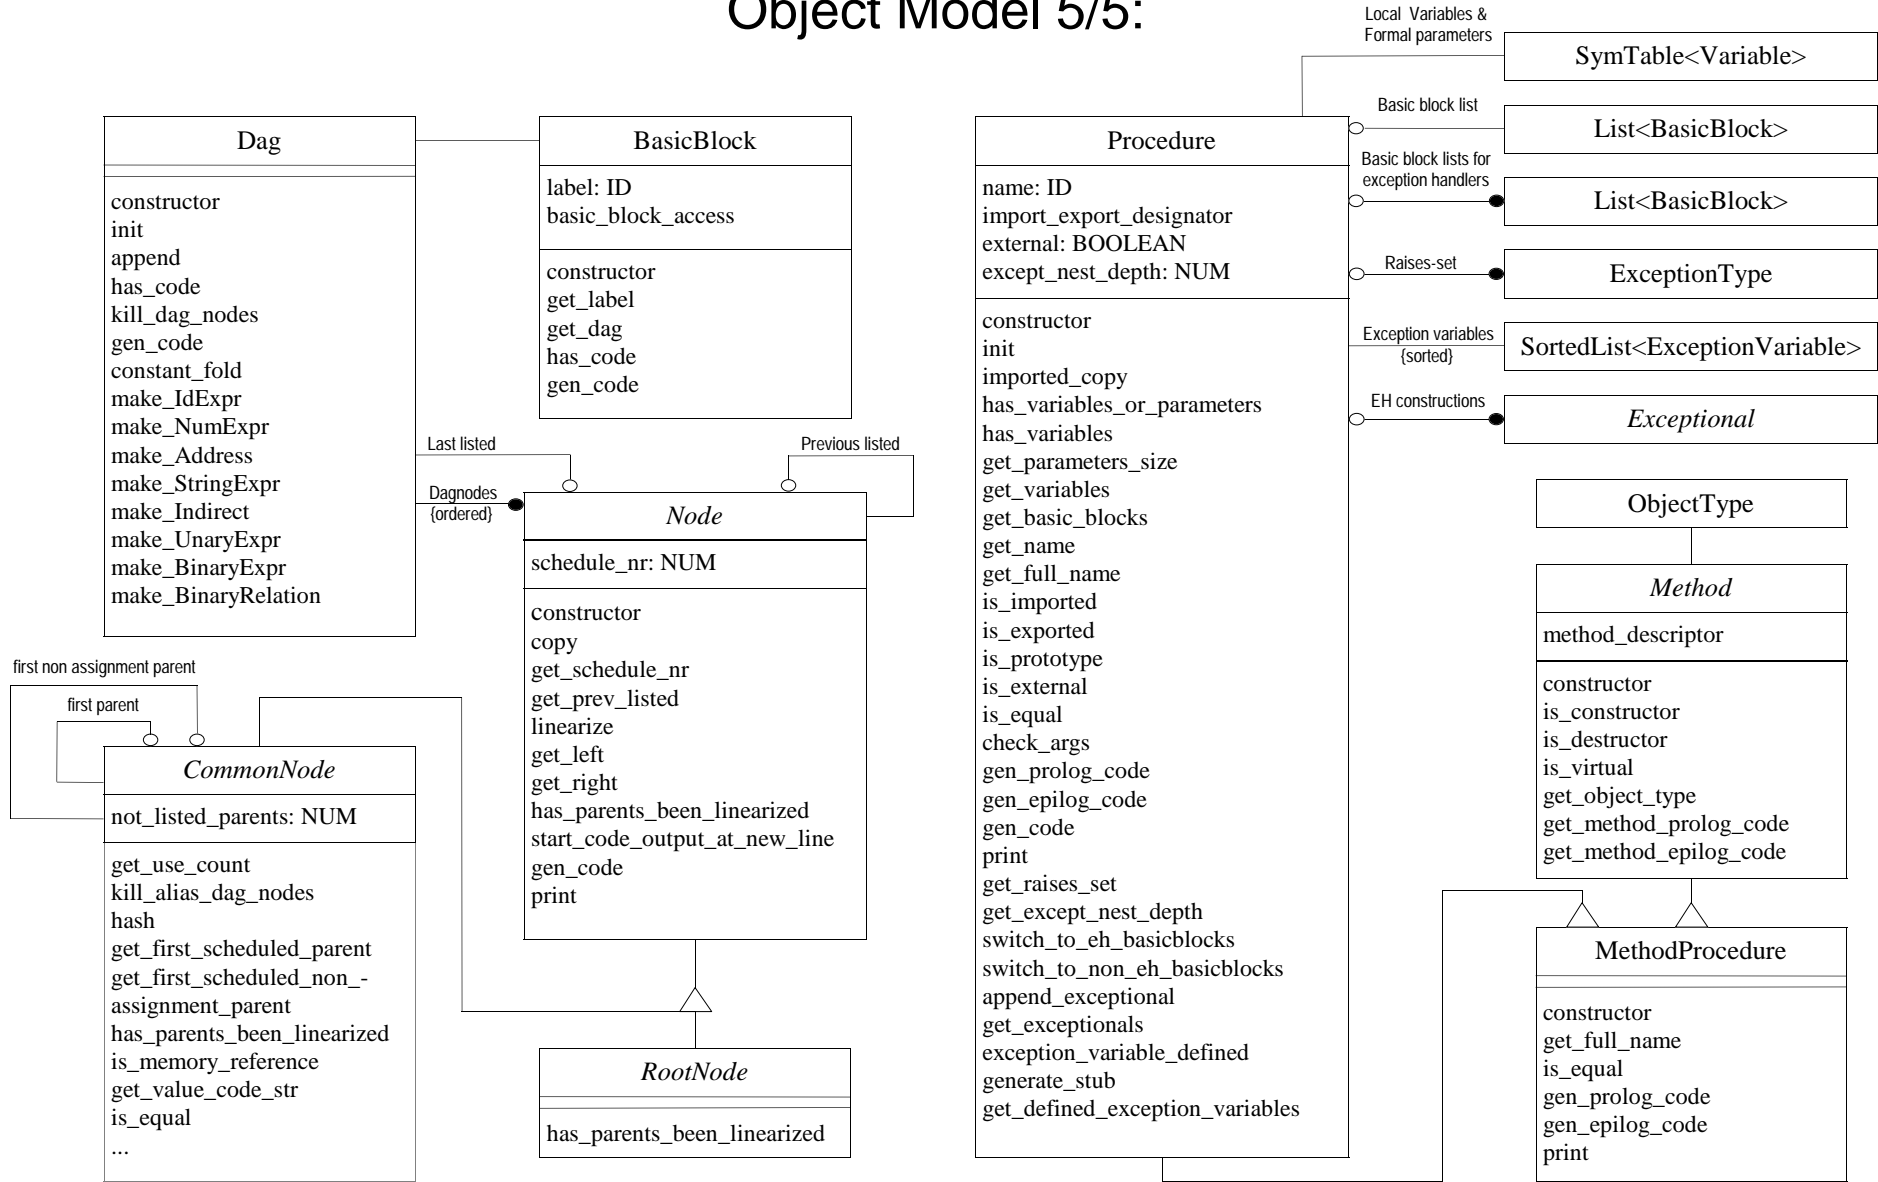 Object Model 5/5:
Dag
constructor
init
append
has_code
kill_dag_nodes
gen_code
constant_fold
make_IdExpr
make_NumExpr
make_Address
make_StringExpr
make_Indirect
make_UnaryExpr
make_BinaryExpr
make_BinaryRelation
BasicBlock
label: ID
basic_block_access
constructor
get_label
get_dag
has_code
gen_code
Last listed
Dagnodes
{ordered}
Previous listed
Node
schedule_nr: NUM
constructor
copy
get_schedule_nr
get_prev_listed
linearize
get_left
get_right
has_parents_been_linearized
start_code_output_at_new_line
gen_code
print
first non assignment parent
first parent
CommonNode
not_listed_parents: NUM
get_use_count
kill_alias_dag_nodes
hash
get_first_scheduled_parent
get_first_scheduled_non_-
assignment_parent
has_parents_been_linearized
is_memory_reference
get_value_code_str
is_equal
...
RootNode
has_parents_been_linearized
Procedure
name: ID
import_export_designator
external: BOOLEAN
except_nest_depth: NUM
constructor
init
imported_copy
has_variables_or_parameters
has_variables
get_parameters_size
get_variables
get_basic_blocks
get_name
get_full_name
is_imported
is_exported
is_prototype
is_external
is_equal
check_args
gen_prolog_code
gen_epilog_code
gen_code
print
get_raises_set
get_except_nest_depth
switch_to_eh_basicblocks
switch_to_non_eh_basicblocks
append_exceptional
get_exceptionals
exception_variable_defined
generate_stub
get_defined_exception_variables
Local Variables &
Formal parameters
SymTable<Variable>
Basic block list
List<BasicBlock>
Basic block lists for
exception handlers
List<BasicBlock>
Raises-set
ExceptionType
Exception variables
{sorted}
SortedList<ExceptionVariable>
EH constructions
Exceptional
ObjectType
Method
method_descriptor
constructor
is_constructor
is_destructor
is_virtual
get_object_type
get_method_prolog_code
get_method_epilog_code
MethodProcedure
constructor
get_full_name
is_equal
gen_prolog_code
gen_epilog_code
print